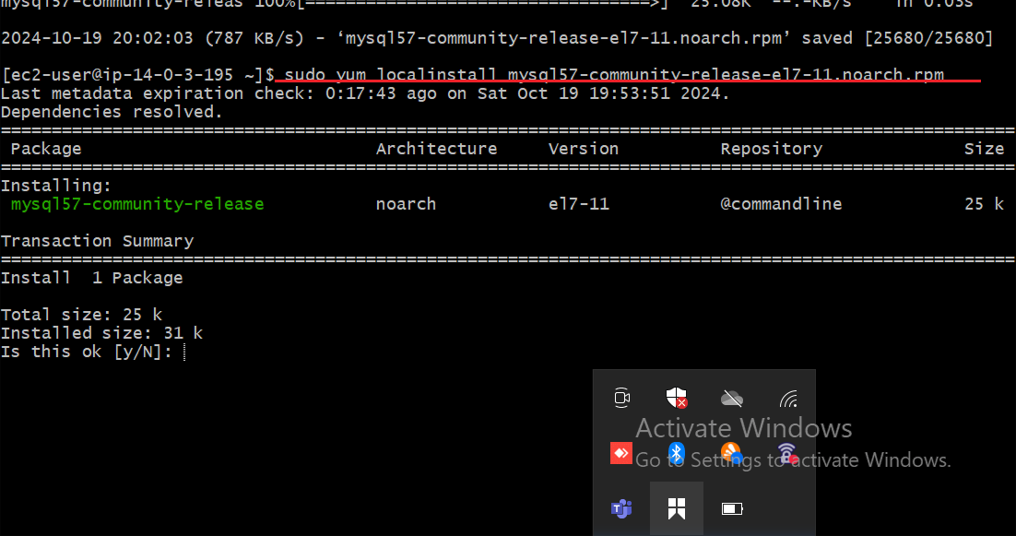 mysql57-community-releas 100%[===================================>]  25.08K  --.-KB/s    in 0.03s
2024-10-19 20:02:03 (787 KB/s) - ‘mysql57-community-release-el7-11.noarch.rpm’ saved [25680/25680]
[ec2-user@ip-14-0-3-195 ~]$ sudo yum localinstall mysql57-community-release-el7-11.noarch.rpm
Last metadata expiration check: 0:17:43 ago on Sat Oct 19 19:53:51 2024.
Dependencies resolved.
Package Architecture Version Repository Size
Installing:
mysql57-community-release noarch el7-11 @commandline 25 k
Transaction Summary
Install  1 Package
Total size: 25 k
Installed size: 31 k
Is this ok [y/N]:
Activate Windows
Go to Settings to activate Windows.